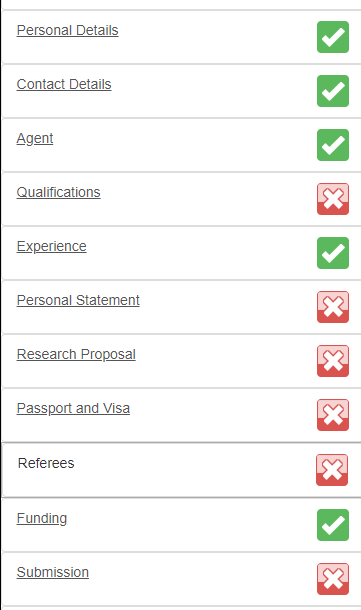 Personal Details
Contact Details
Agent
Qualifications
Experience
Personal Statement
Research Proposal
Passport and Visa
Referees
Funding
Submission